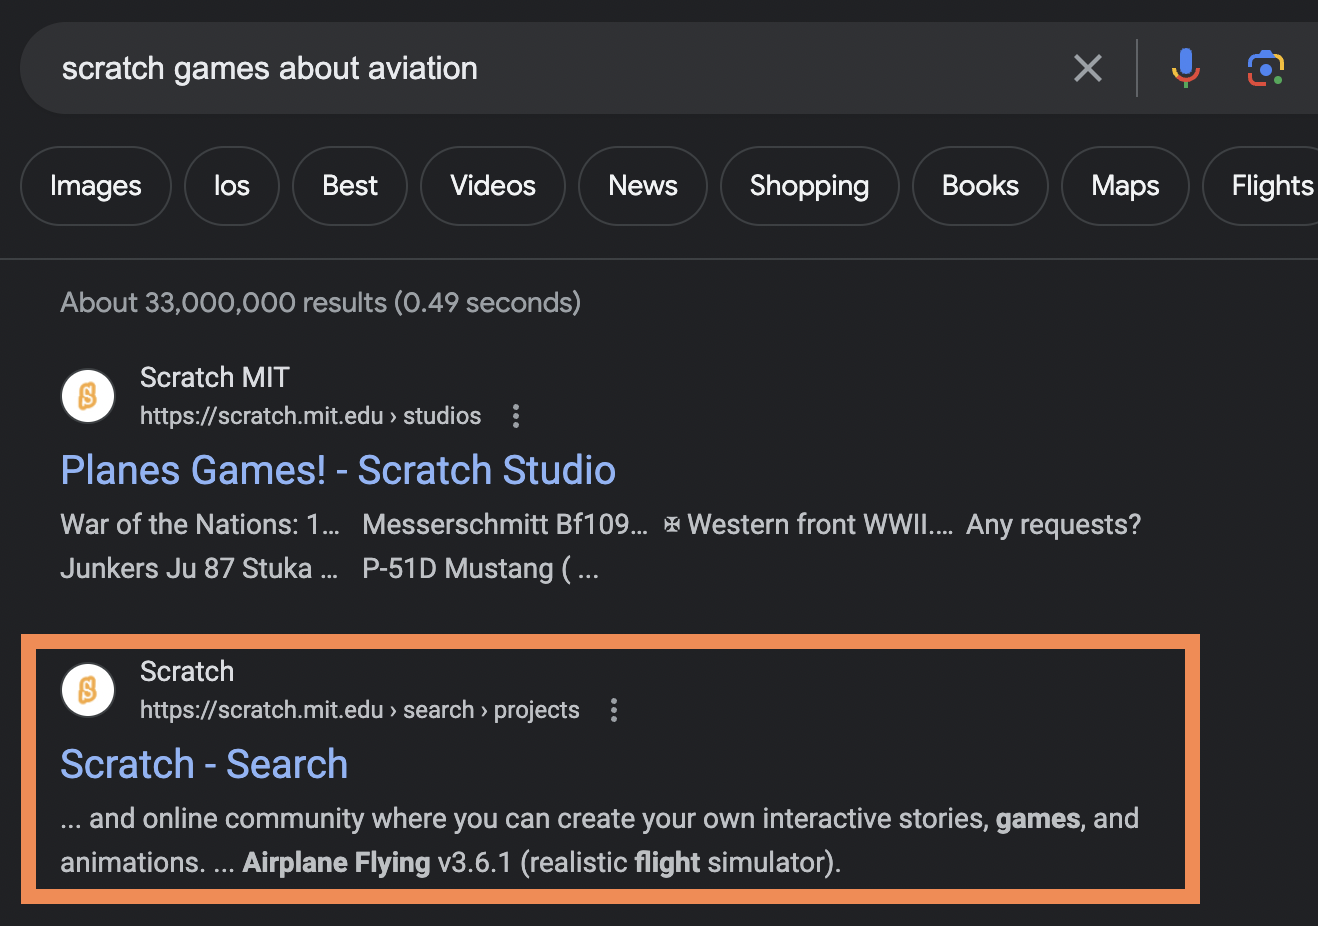 scratch games about aviation
Images Ios Best Videos News Shopping Books Maps Flights
About 33,000,000 results (0.49 seconds)
Scratch MIT
https://scratch.mit.edu › studios
Planes Games! - Scratch Studio
War of the Nations: 1... Messerschmitt Bf109... ✠ Western front WWII.... Any requests?
Junkers Ju 87 Stuka ... P-51D Mustang ( ...
Scratch
https://scratch.mit.edu › search › projects
Scratch - Search
... and online community where you can create your own interactive stories, games, and
animations. ... Airplane Flying v3.6.1 (realistic flight simulator).